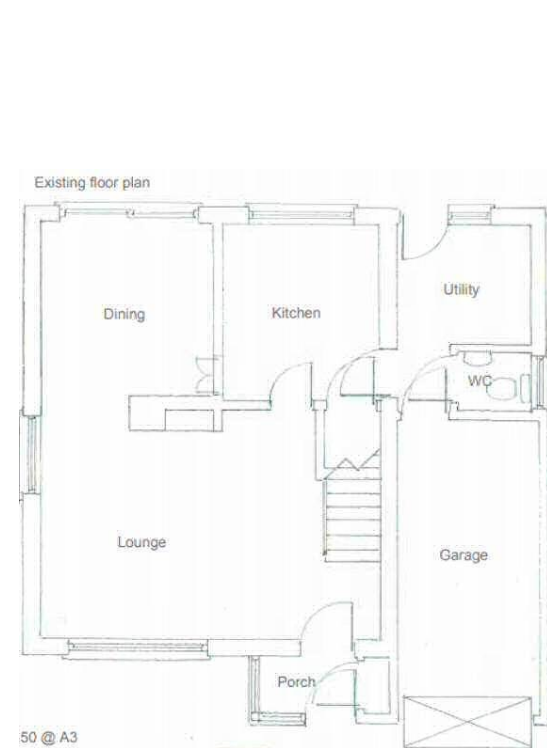 Existing floor plan
Dining
Kitchen
Utility
WC
Lounge
Garage
Porch
50 @ A3